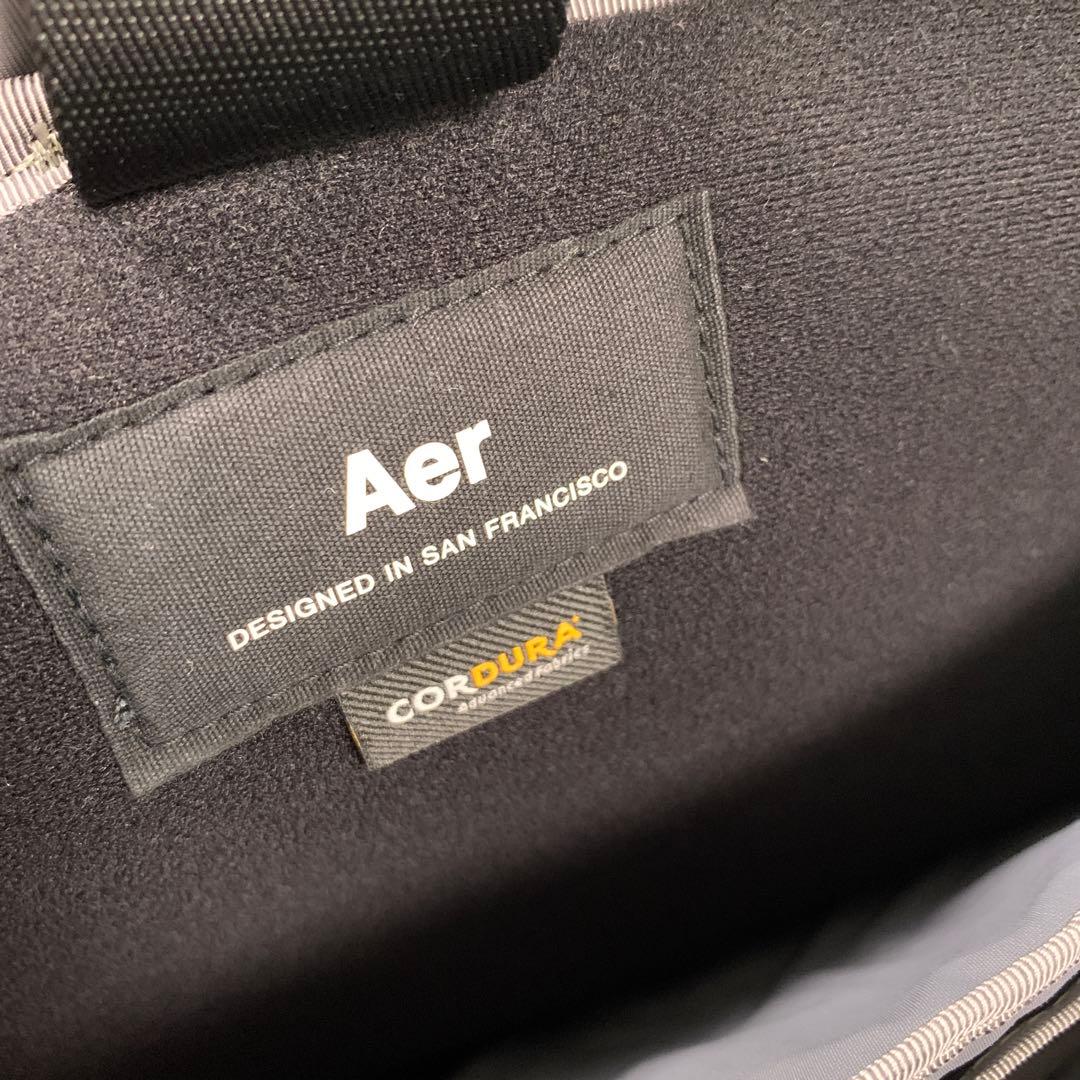 Aer
DESIGNED IN SAN FRANCISCO
CORDURA
Advanced Fabrics